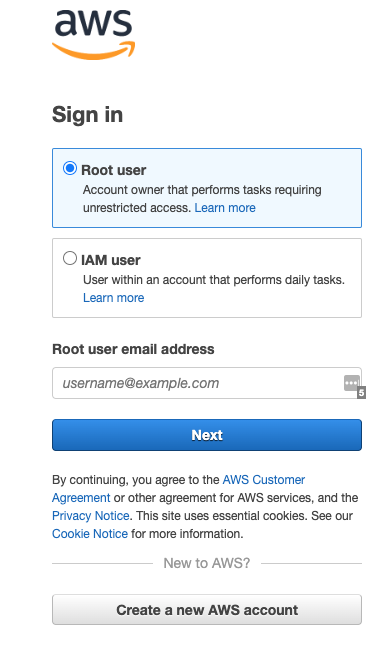 aws
Sign in
Root user
Account owner that performs tasks requiring
unrestricted access. Learn more
IAM user
User within an account that performs daily tasks.
Learn more
Root user email address
username@example.com
5
Next
By continuing, you agree to the AWS Customer
Agreement or other agreement for AWS services, and the
Privacy Notice. This site uses essential cookies. See our
Cookie Notice for more information.
New to AWS?
Create a new AWS account